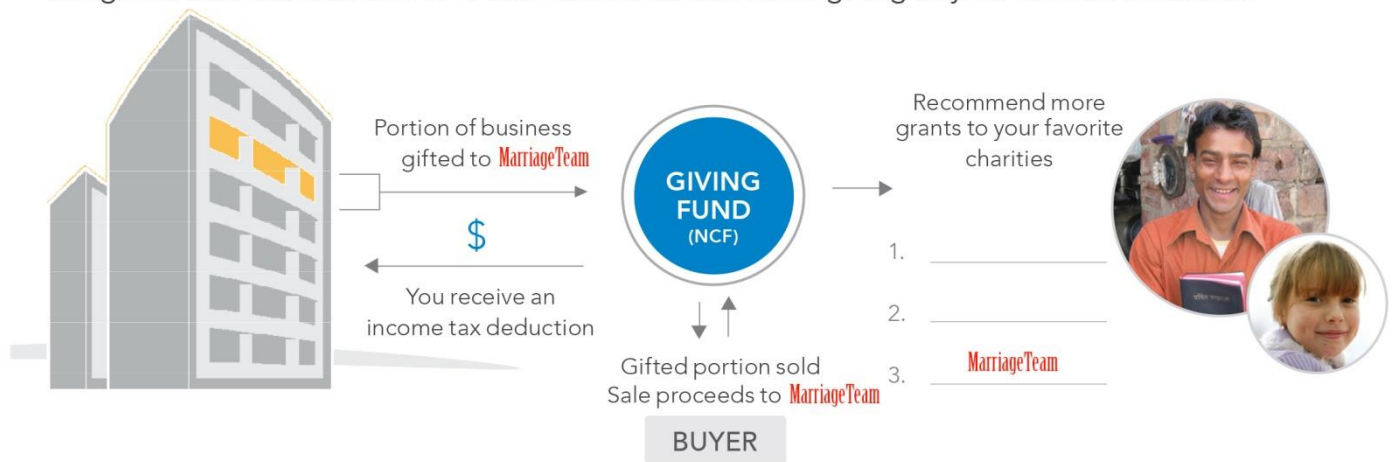 Portion of business
gifted to MarriageTeam
$
You receive an
income tax deduction
GIVING
FUND
(NCF)
Gifted portion sold
Sale proceeds to MarriageTeam
BUYER
Recommend more
grants to your favorite
charities
1.
2.
3. MarriageTeam